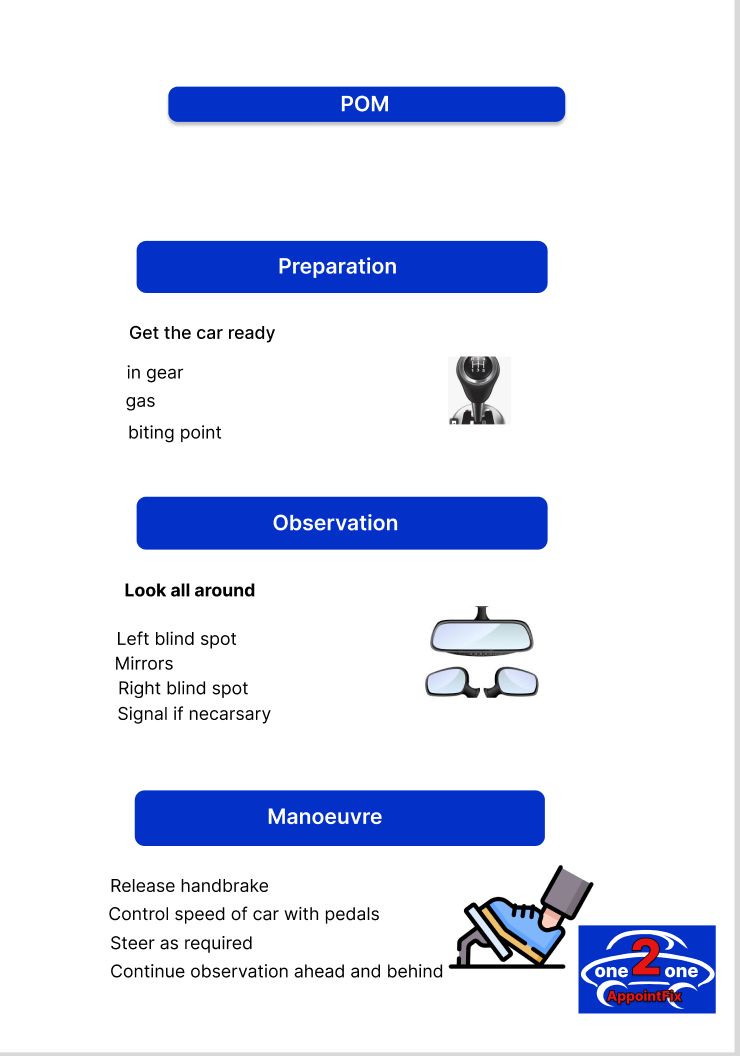 POM
Preparation
Get the car ready
in gear
gas
biting point
Observation
Look all around
Left blind spot
Mirrors
Right blind spot
Signal if necarsary
Manoeuvre
Release handbrake
Control speed of car with pedals
Steer as required
Continue observation ahead and behind
one 2 one
AppointFix